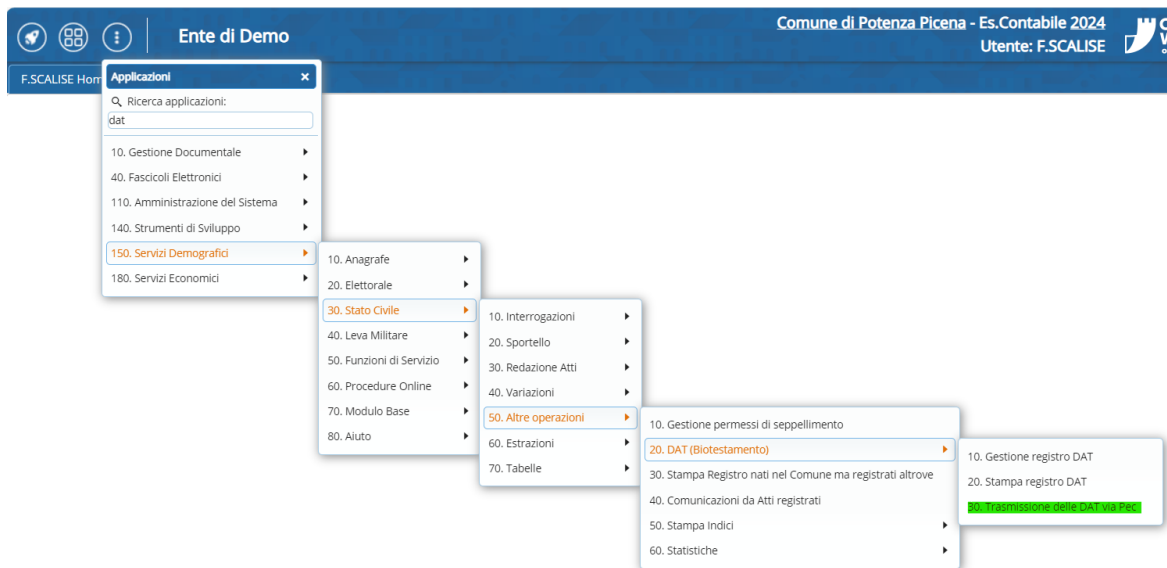 Ente di Demo
Comune di Potenza Picena - Es.Contabile 2024
Utente: F.SCALISE
F.SCALISE Hom
Applicazioni
Ricerca applicazioni:
dat
10. Gestione Documentale
40. Fascicoli Elettronici
110. Amministrazione del Sistema
140. Strumenti di Sviluppo
150. Servizi Demografici
180. Servizi Economici
10. Anagrafe
20. Elettorale
30. Stato Civile
40. Leva Militare
50. Funzioni di Servizio
60. Procedure Online
70. Modulo Base
80. Aiuto
10. Interrogazioni
20. Sportello
30. Redazione Atti
40. Variazioni
50. Altre operazioni
60. Estrazioni
70. Tabelle
10. Gestione permessi di seppellimento
20. DAT (Biotestamento)
30. Stampa Registro nati nel Comune ma registrati altrove
40. Comunicazioni da Atti registrati
50. Stampa Indici
60. Statistiche
10. Gestione registro DAT
20. Stampa registro DAT
30. Trasmissione delle DAT via Pec